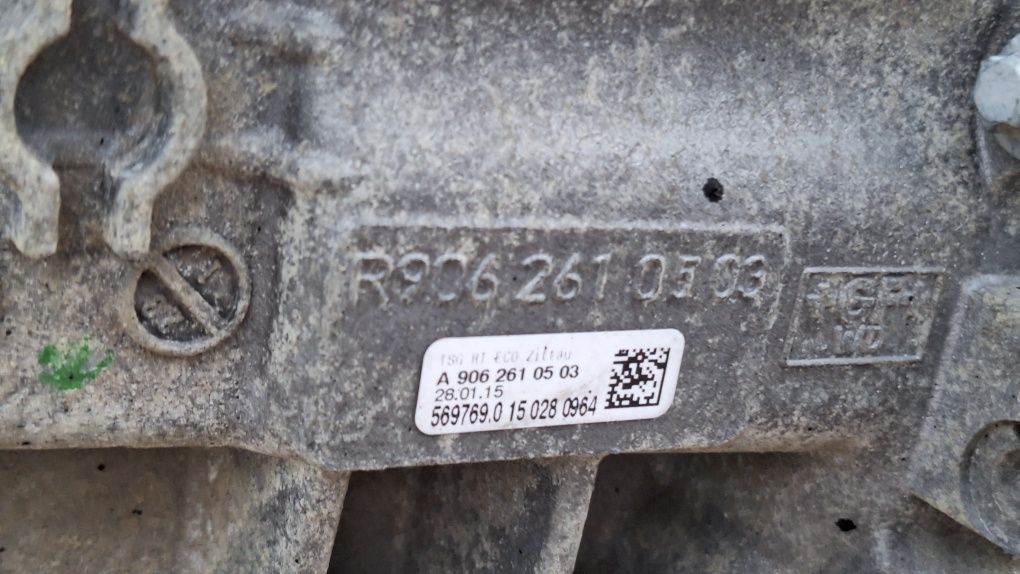 R906 261 05 03
TSG H1 ECO Zittau
A 906 261 05 03
28.01.15
569769.0 15 028 0964